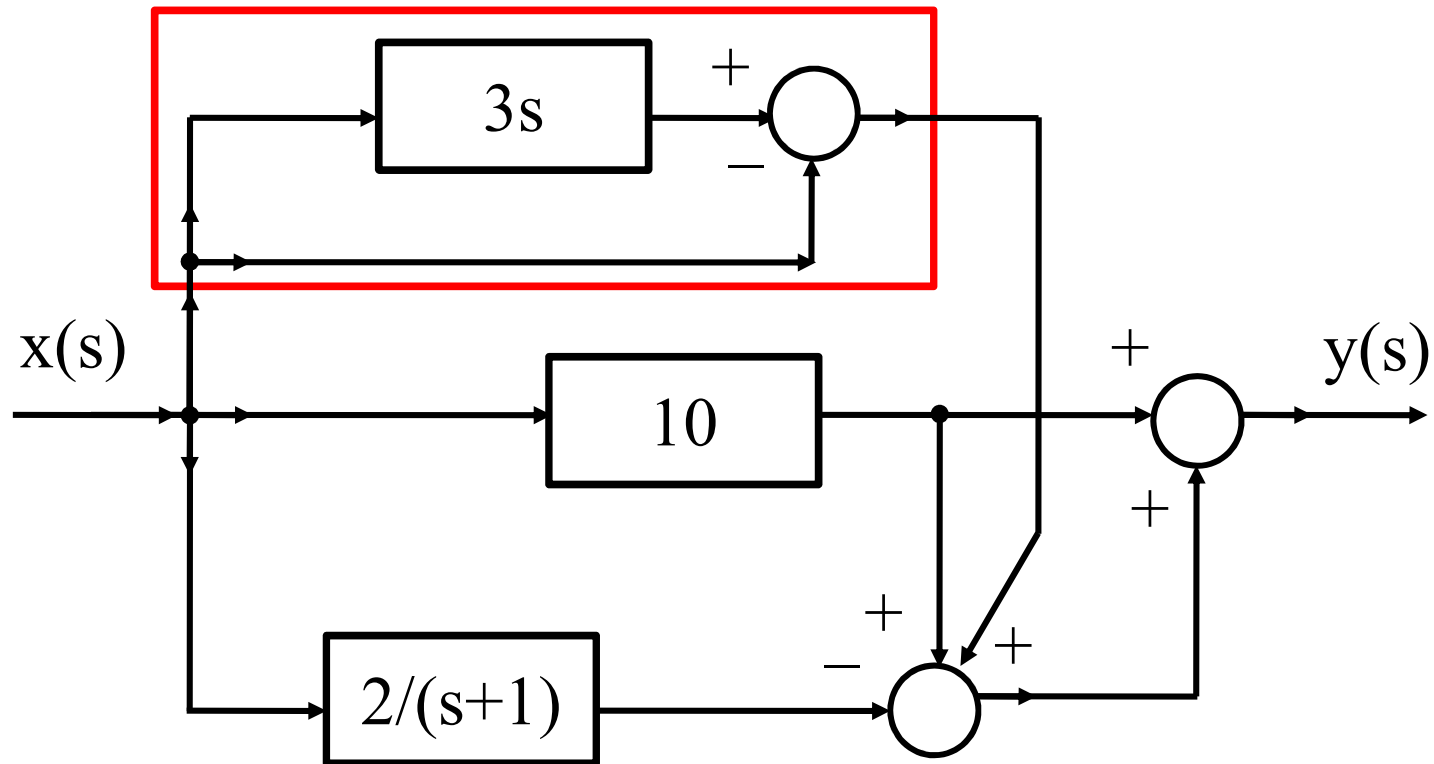 3s
+
−
x(s)
10
+
y(s)
+
2/(s+1)
−
+
+